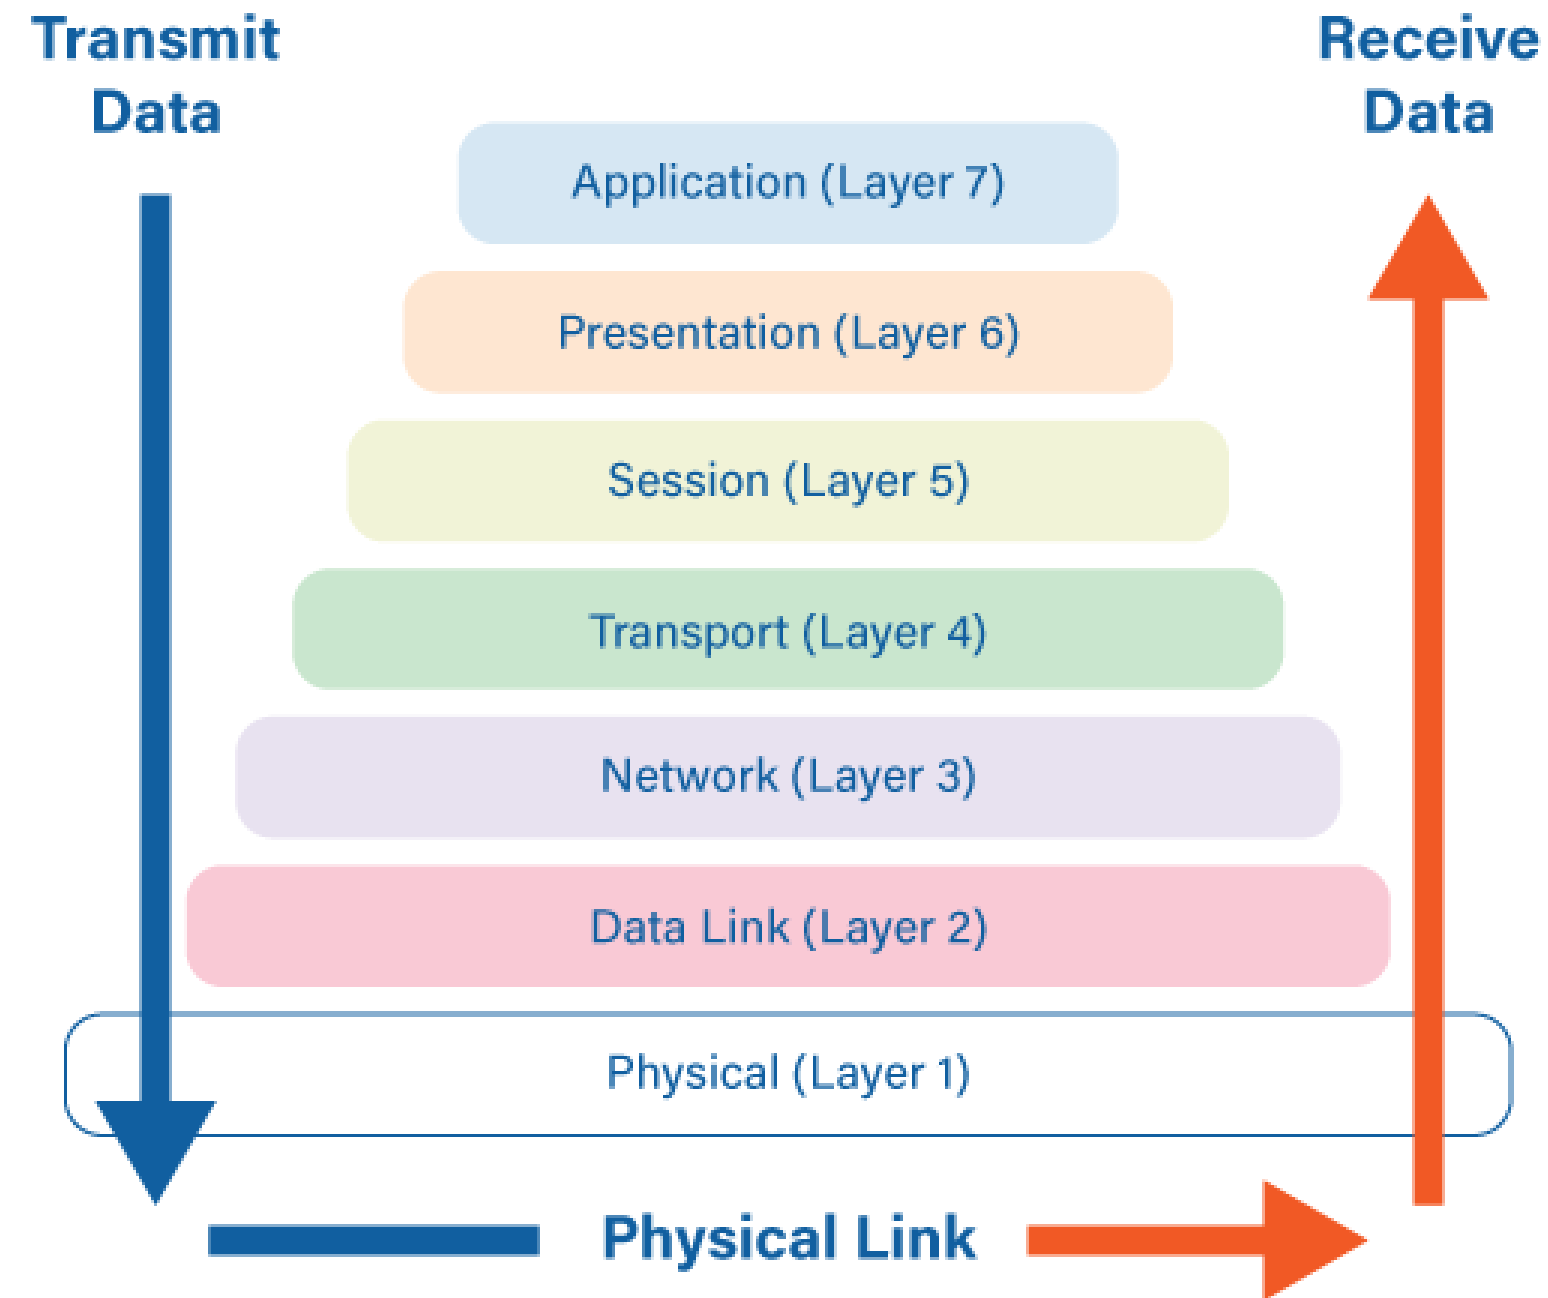 Transmit
Data
Receive
Data
Application (Layer 7)
Presentation (Layer 6)
Session (Layer 5)
Transport (Layer 4)
Network (Layer 3)
Data Link (Layer 2)
Physical (Layer 1)
Physical Link